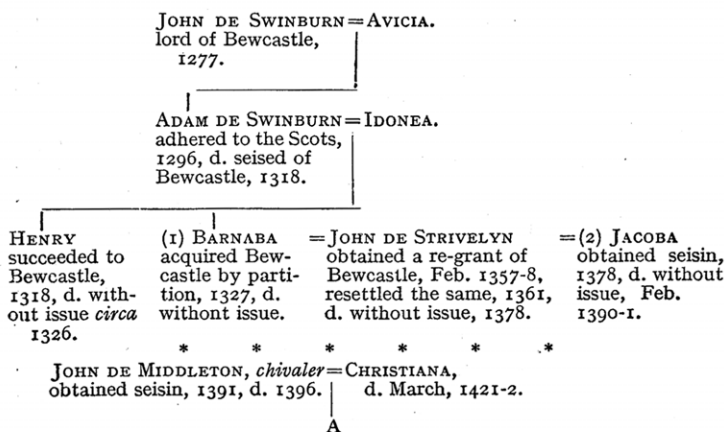 JOHN DE SWINBURN = AVICIA.
lord of Bewcastle,
1277.
ADAM DE SWINBURN = IDONEA.
adhered to the Scots,
1296, d. seised of
Bewcastle, 1318.
HENRY
succeeded to
Bewcastle,
1318, d. with-
out issue circa
1326.
(1) BARNABA
acquired Bew-
castle by parti-
tion, 1327, d.
withont issue.
= JOHN DE STRIVELYN
obtained a re-grant of
Bewcastle, Feb. 1357-8,
resettled the same, 1361,
d. without issue, 1378.
= (2) JACOBA
obtained seisin,
1378, d. without
issue, Feb.
1390-1.
* * * * * *
JOHN DE MIDDLETON, chivaler = CHRISTIANA,
obtained seisin, 1391, d. 1396. d. March, 1421-2.
A